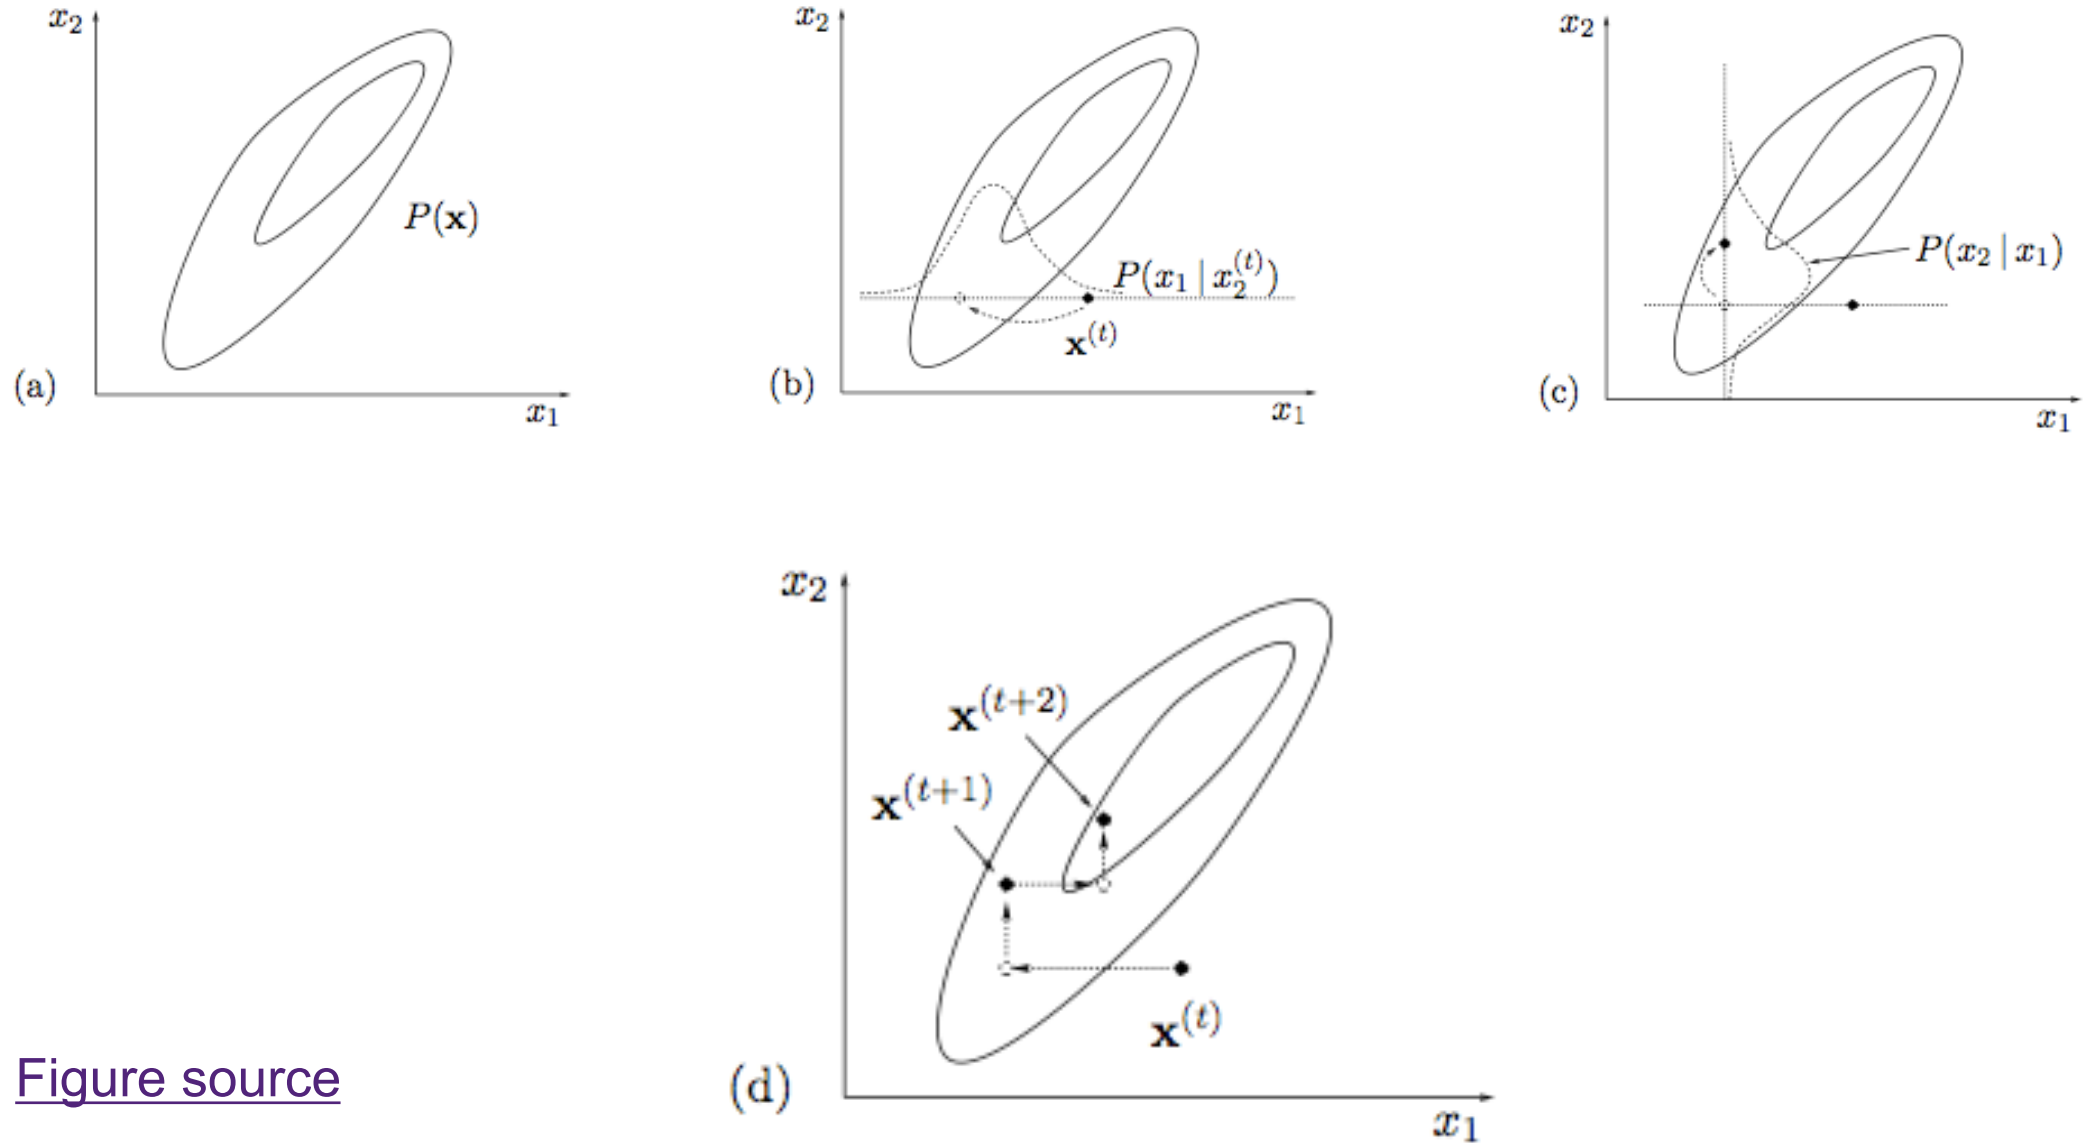 x₂
P(𝐱)
(a)
x₁
x₂
P(x₁ | x₂⁽ᵗ⁾)
𝐱⁽ᵗ⁾
(b)
x₁
x₂
P(x₂ | x₁)
(c)
x₁
x₂
𝐱⁽ᵗ⁺²⁾
𝐱⁽ᵗ⁺¹⁾
𝐱⁽ᵗ⁾
(d)
x₁
Figure source